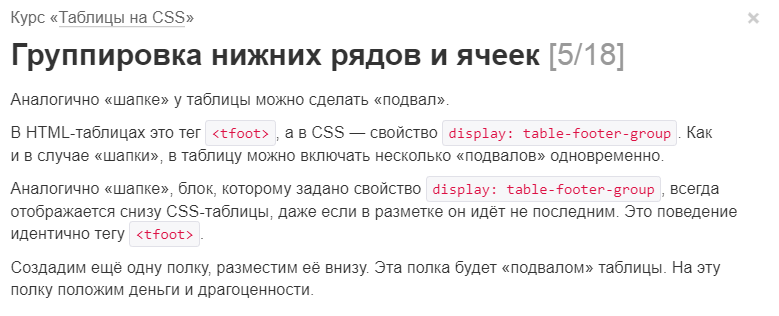 Курс «Таблицы на CSS»
×
Группировка нижних рядов и ячеек [5/18]
Аналогично «шапке» у таблицы можно сделать «подвал».
В HTML-таблицах это тег <tfoot>, а в CSS — свойство display: table-footer-group. Как
и в случае «шапки», в таблицу можно включать несколько «подвалов» одновременно.
Аналогично «шапке», блок, которому задано свойство display: table-footer-group, всегда
отображается снизу CSS-таблицы, даже если в разметке он идёт не последним. Это поведение
идентично тегу <tfoot>.
Создадим ещё одну полку, разместим её внизу. Эта полка будет «подвалом» таблицы. На эту
полку положим деньги и драгоценности.